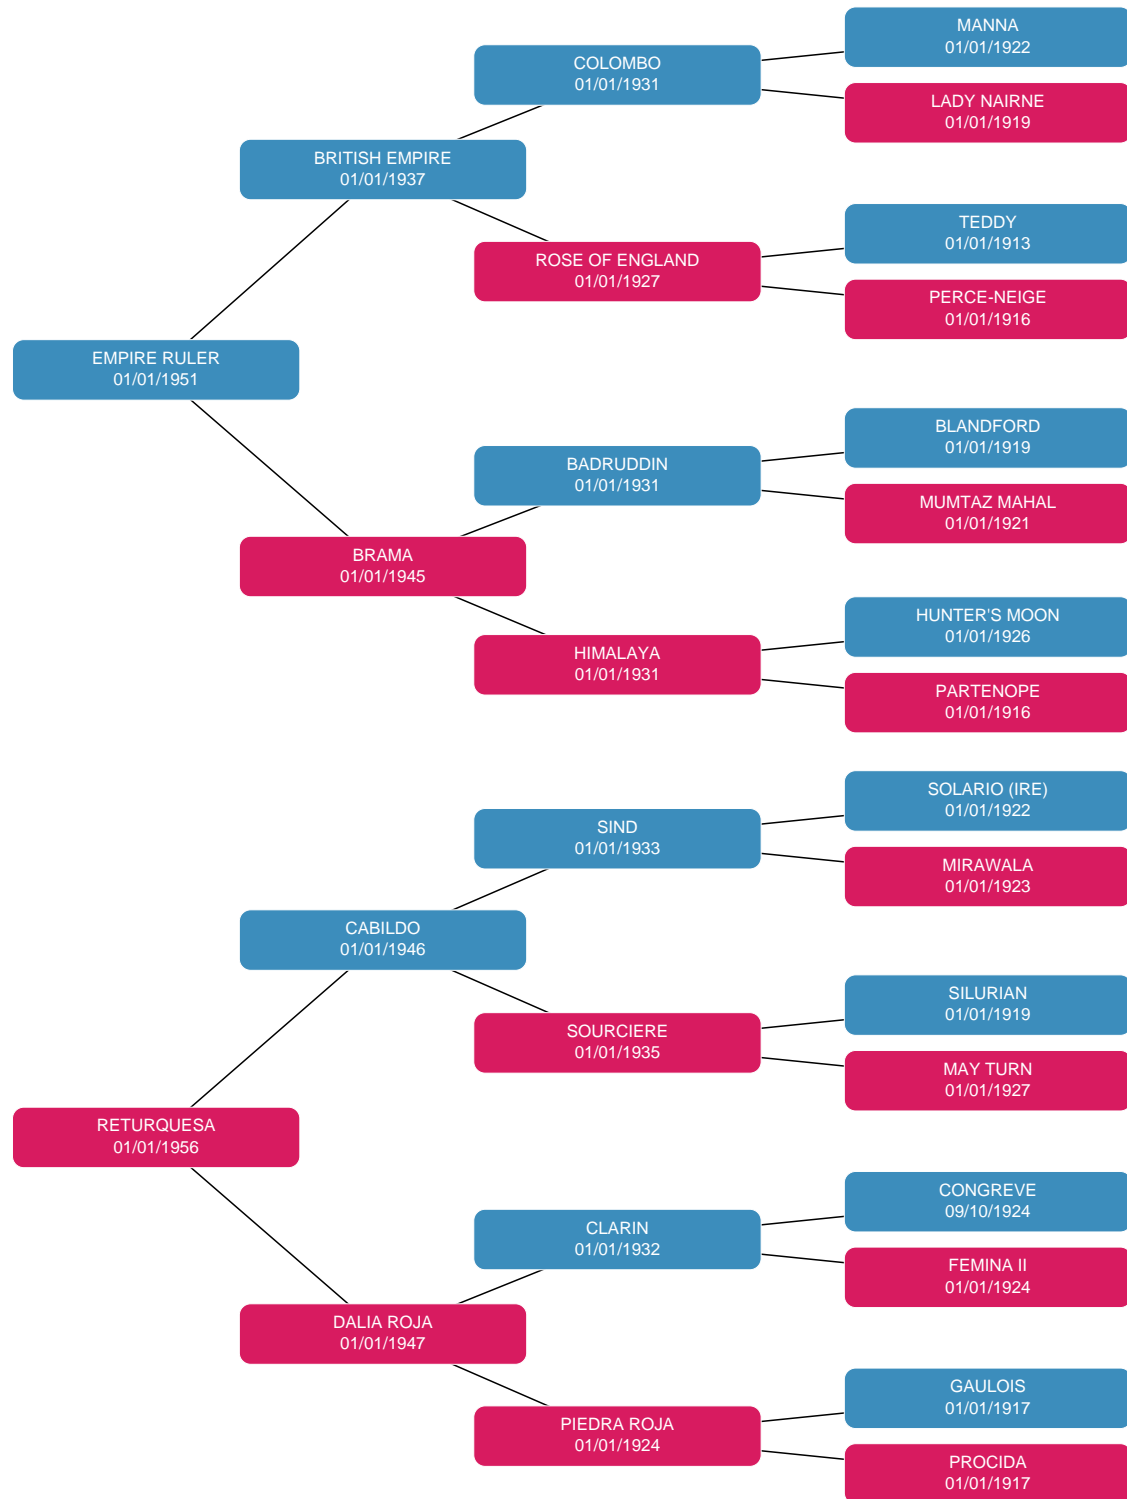 MANNA
01/01/1922
COLOMBO
01/01/1931
LADY NAIRNE
01/01/1919
BRITISH EMPIRE
01/01/1937
TEDDY
01/01/1913
ROSE OF ENGLAND
01/01/1927
PERCE-NEIGE
01/01/1916
EMPIRE RULER
01/01/1951
BLANDFORD
01/01/1919
BADRUDDIN
01/01/1931
MUMTAZ MAHAL
01/01/1921
BRAMA
01/01/1945
HUNTER'S MOON
01/01/1926
HIMALAYA
01/01/1931
PARTENOPE
01/01/1916
SOLARIO (IRE)
01/01/1922
SIND
01/01/1933
MIRAWALA
01/01/1923
CABILDO
01/01/1946
SILURIAN
01/01/1919
SOURCIERE
01/01/1935
MAY TURN
01/01/1927
RETURQUESA
01/01/1956
CONGREVE
09/10/1924
CLARIN
01/01/1932
FEMINA II
01/01/1924
DALIA ROJA
01/01/1947
GAULOIS
01/01/1917
PIEDRA ROJA
01/01/1924
PROCIDA
01/01/1917